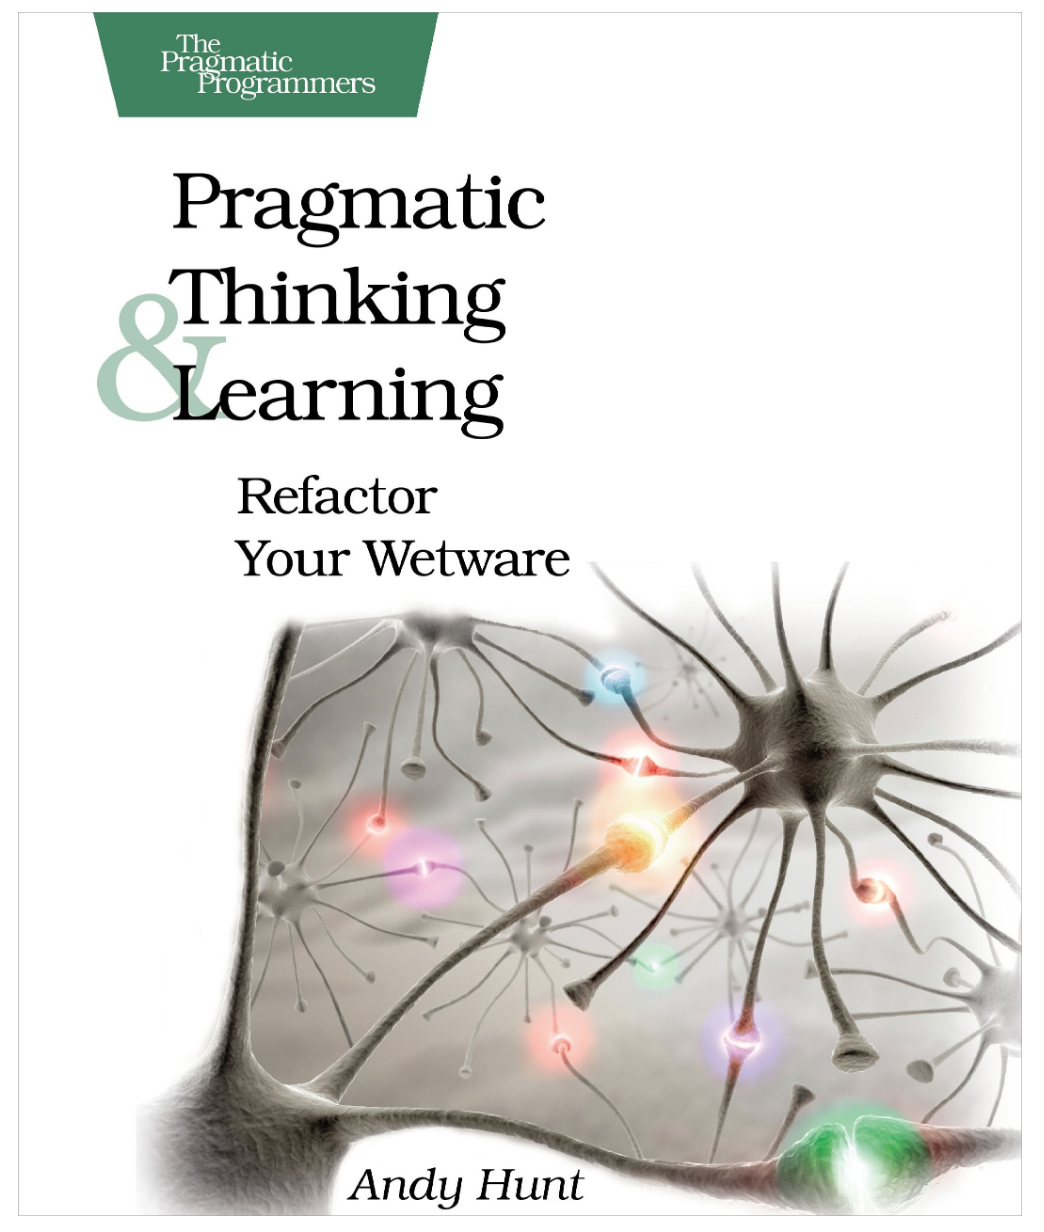 The
Pragmatic
Programmers
Pragmatic
Thinking
& Learning
Refactor
Your Wetware
Andy Hunt